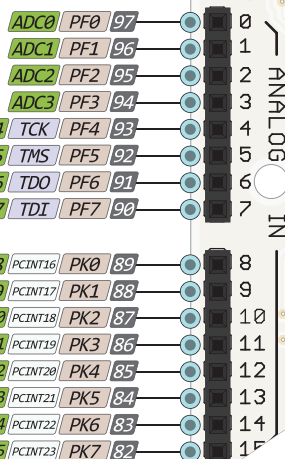 ADC0 PF0 97 0
ADC1 PF1 96 1
ADC2 PF2 95 2
ADC3 PF3 94 3
TCK PF4 93 4
TMS PF5 92 5
TDO PF6 91 6
TDI PF7 90 7
ANALOG IN
PCINT16 PK0 89 8
PCINT17 PK1 88 9
PCINT18 PK2 87 10
PCINT19 PK3 86 11
PCINT20 PK4 85 12
PCINT21 PK5 84 13
PCINT22 PK6 83 14
PCINT23 PK7 82 15